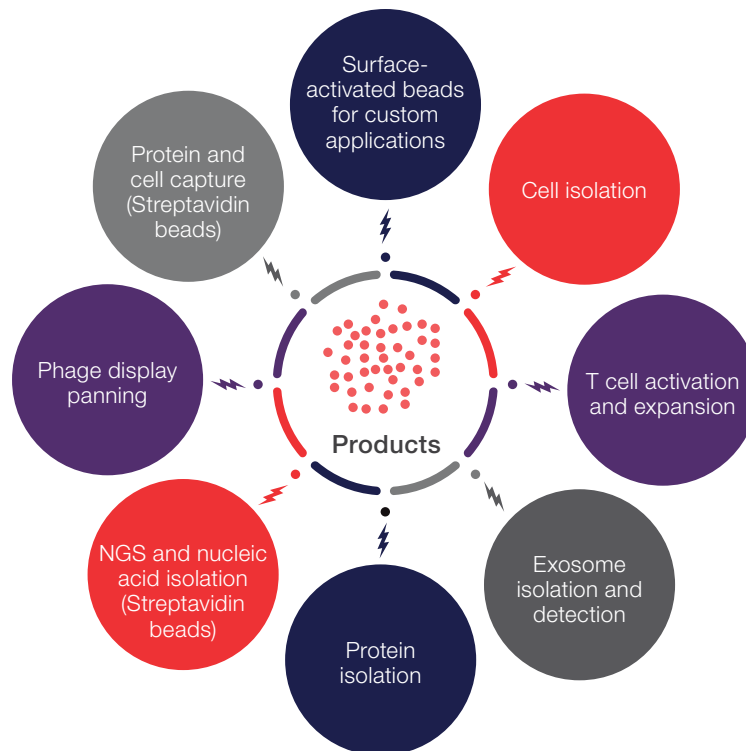 Surface-
activated beads
for custom
applications
Cell isolation
T cell activation
and expansion
Exosome
isolation and
detection
Protein
isolation
NGS and nucleic
acid isolation
(Streptavidin
beads)
Phage display
panning
Protein and
cell capture
(Streptavidin
beads)
Products